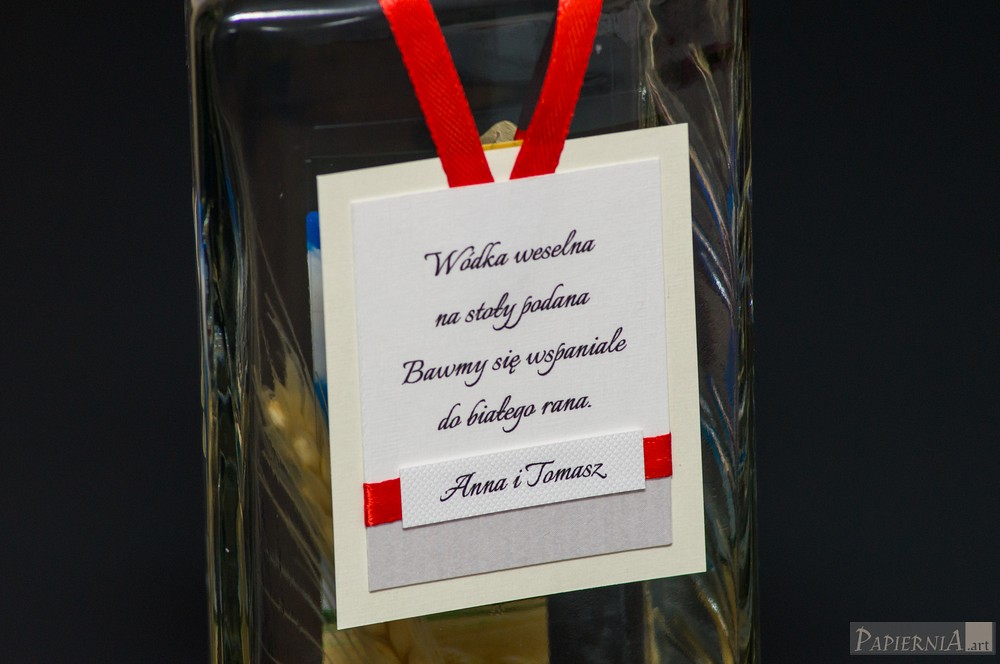 Wódka weselna
na stoły podana
Bawmy się wspaniale
do białego rana.
Anna i Tomasz
PAPIERNIA.art